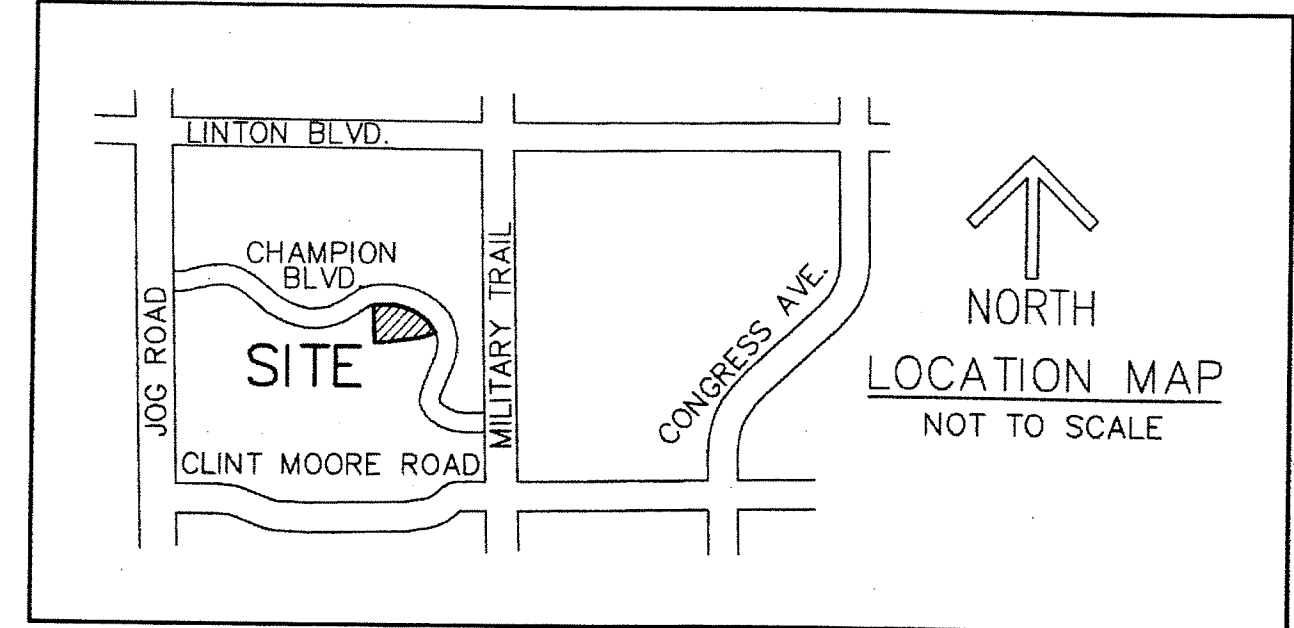 LINTON BLVD.
CHAMPION
BLVD.
SITE
JOG ROAD
MILITARY TRAIL
CLINT MOORE ROAD
CONGRESS AVE.
NORTH
LOCATION MAP
NOT TO SCALE